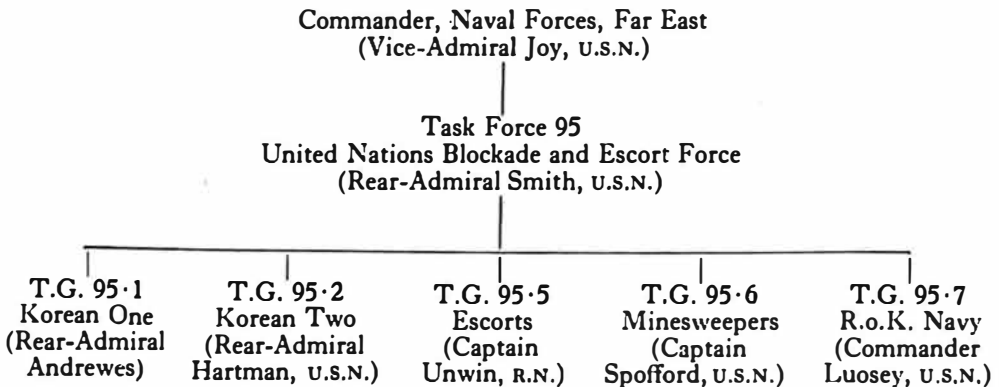 Commander, Naval Forces, Far East
(Vice-Admiral Joy, U.S.N.)
Task Force 95
United Nations Blockade and Escort Force
(Rear-Admiral Smith, U.S.N.)
T.G. 95·1
Korean One
(Rear-Admiral
Andrewes)
T.G. 95·2
Korean Two
(Rear-Admiral
Hartman, U.S.N.)
T.G. 95·5
Escorts
(Captain
Unwin, R.N.)
T.G. 95·6
Minesweepers
(Captain
Spofford, U.S.N.)
T.G. 95·7
R.o.K. Navy
(Commander
Luosey, U.S.N.)